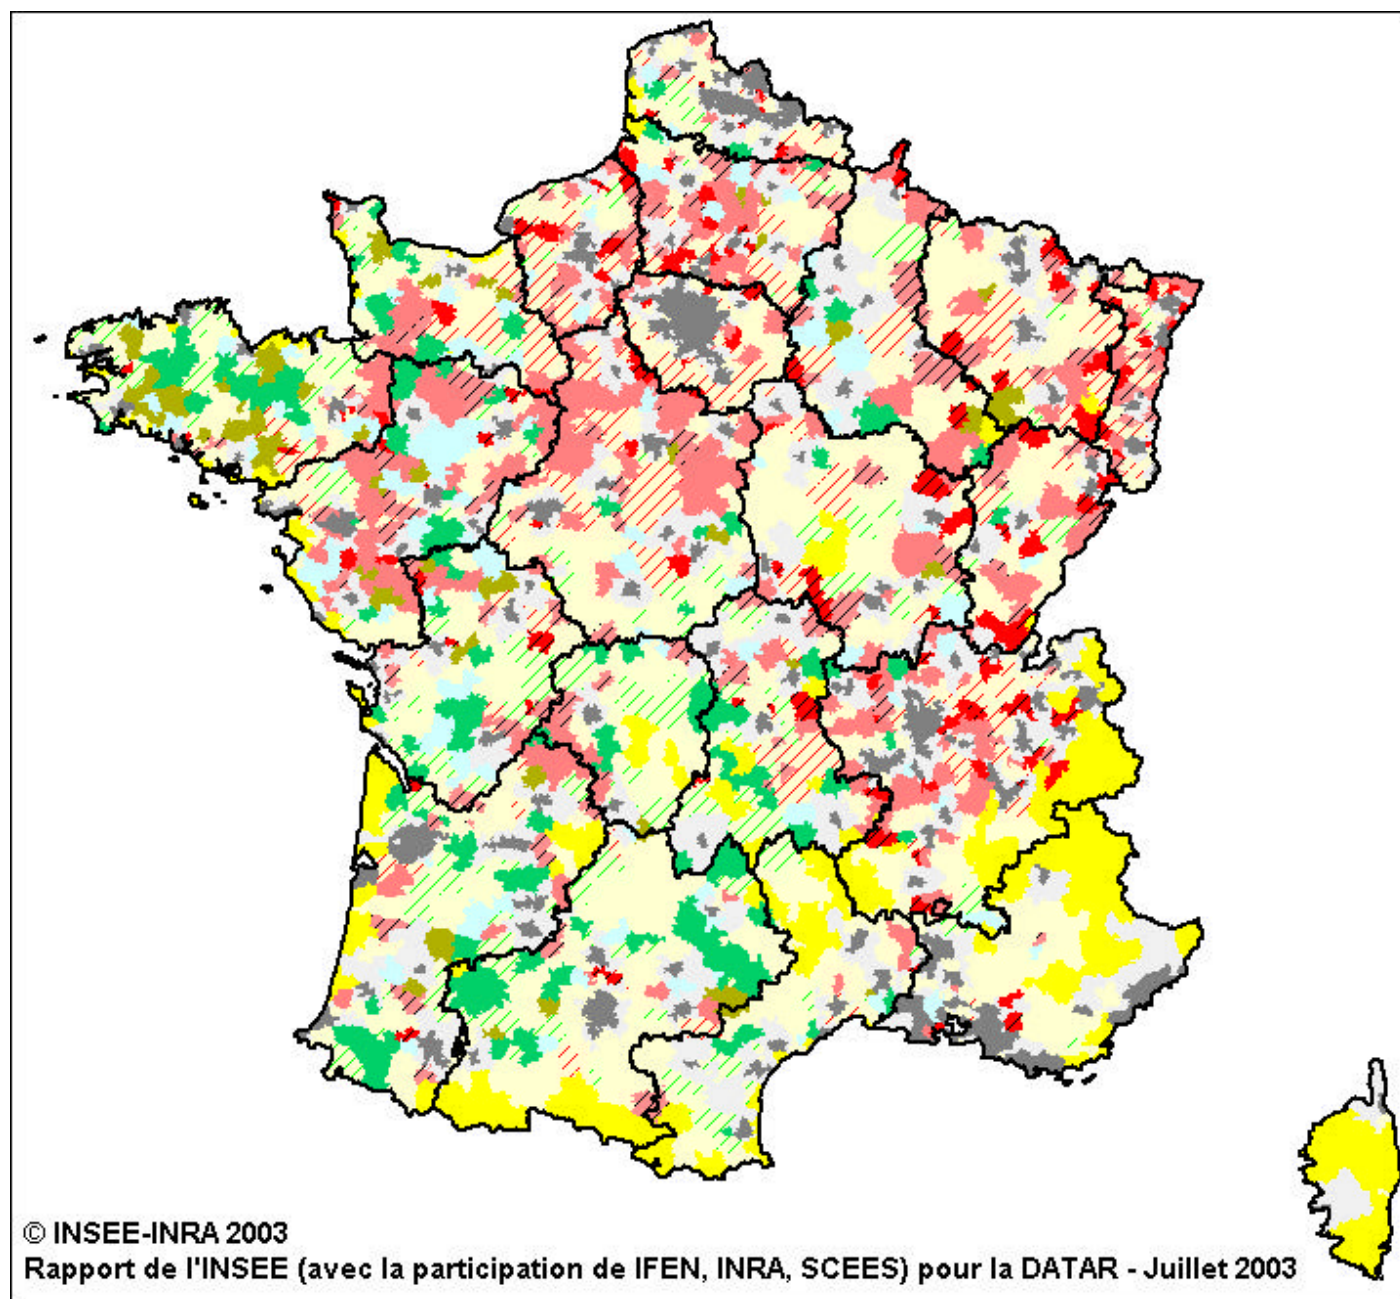 © INSEE-INRA 2003
Rapport de l'INSEE (avec la participation de IFEN, INRA, SCEES) pour la DATAR - Juillet 2003